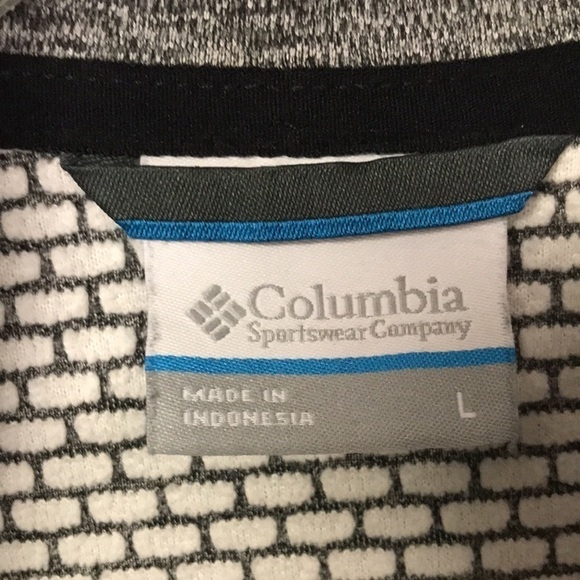 Columbia
Sportswear Company
MADE IN
INDONESIA
L